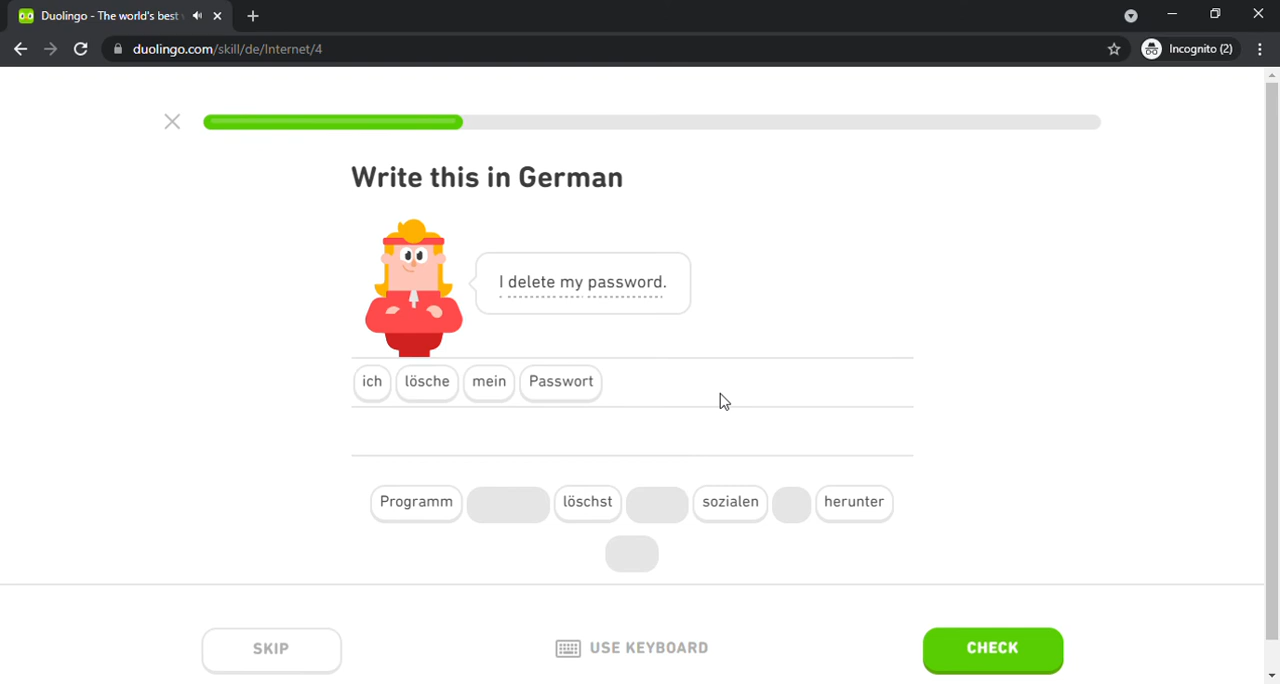 Duolingo - The world's best
duolingo.com/skill/de/Internet/4
Incognito (2)
Write this in German
I delete my password.
ich lösche mein Passwort
Programm löschst sozialen herunter
SKIP
USE KEYBOARD
CHECK